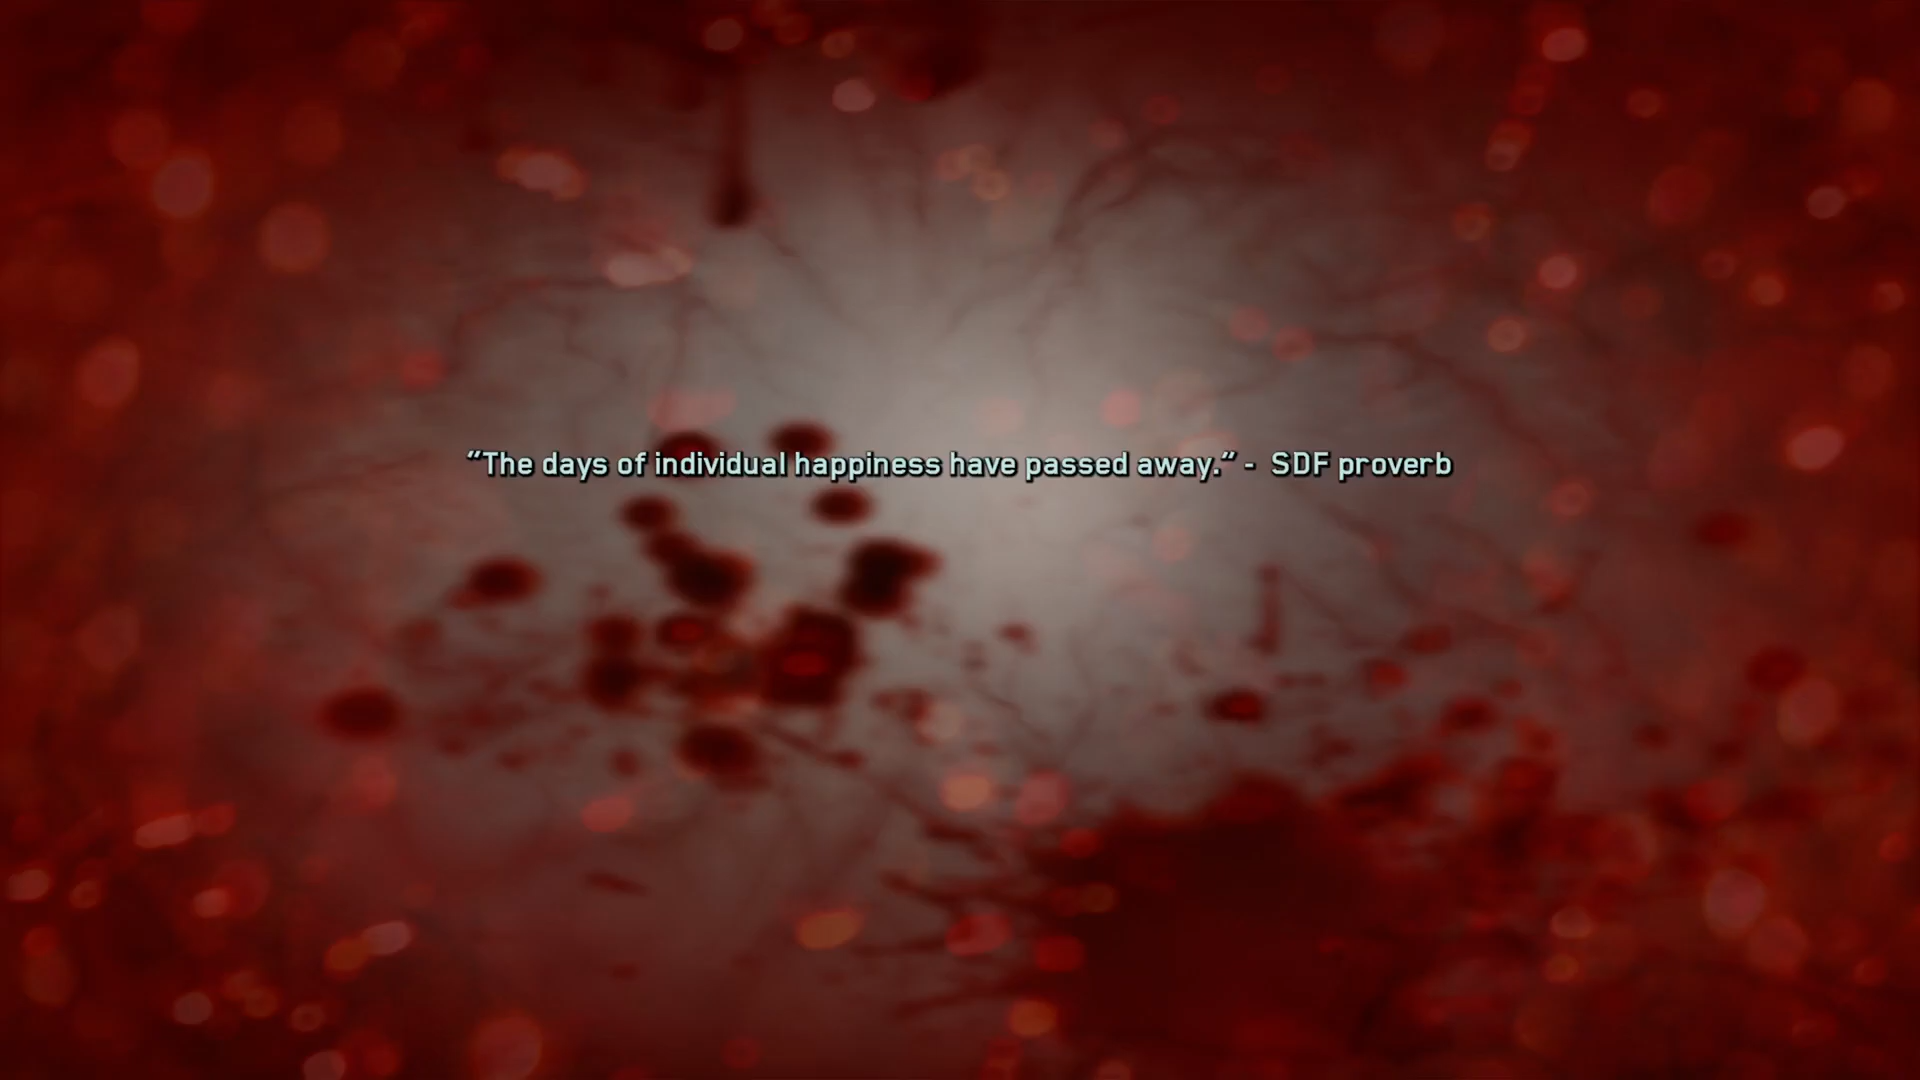 “The days of individual happiness have passed away.” -  SDF proverb